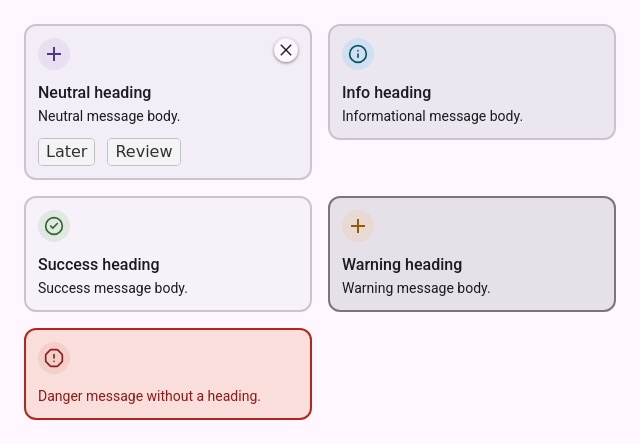 Neutral heading
Neutral message body.
Later Review
Info heading
Informational message body.
Success heading
Success message body.
Warning heading
Warning message body.
Danger message without a heading.